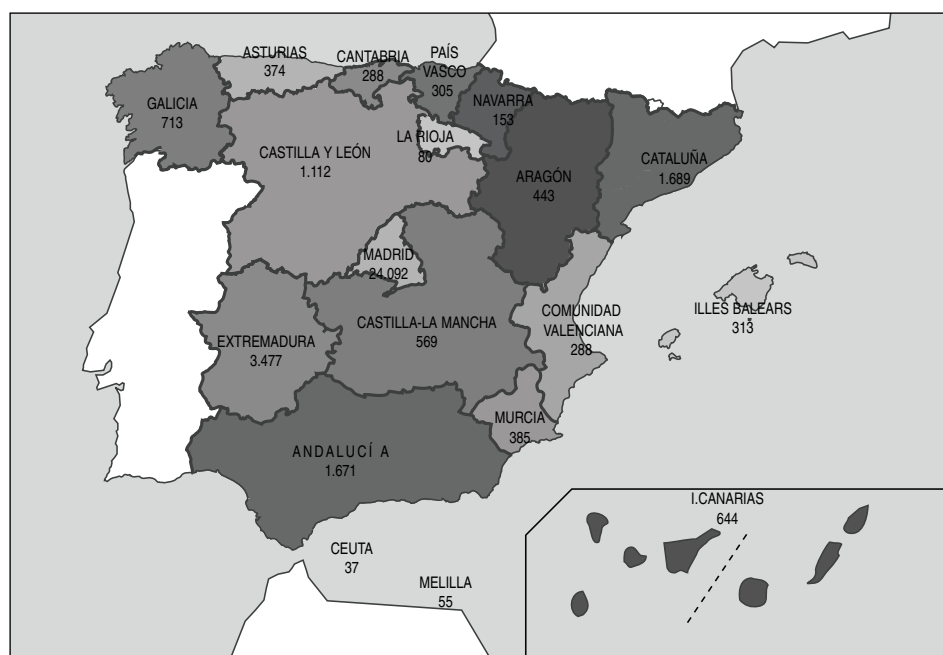 ASTURIAS
374
CANTABRIA
288
PAÍS
VASCO
305
GALICIA
713
NAVARRA
153
LA RIOJA
80
CASTILLA Y LEÓN
1.112
ARAGÓN
443
CATALUÑA
1.689
MADRID
24.092
COMUNIDAD
VALENCIANA
288
ILLES BALEARS
313
CASTILLA-LA MANCHA
569
EXTREMADURA
3.477
MURCIA
385
ANDALUCÍ A
1.671
I.CANARIAS
644
CEUTA
37
MELILLA
55